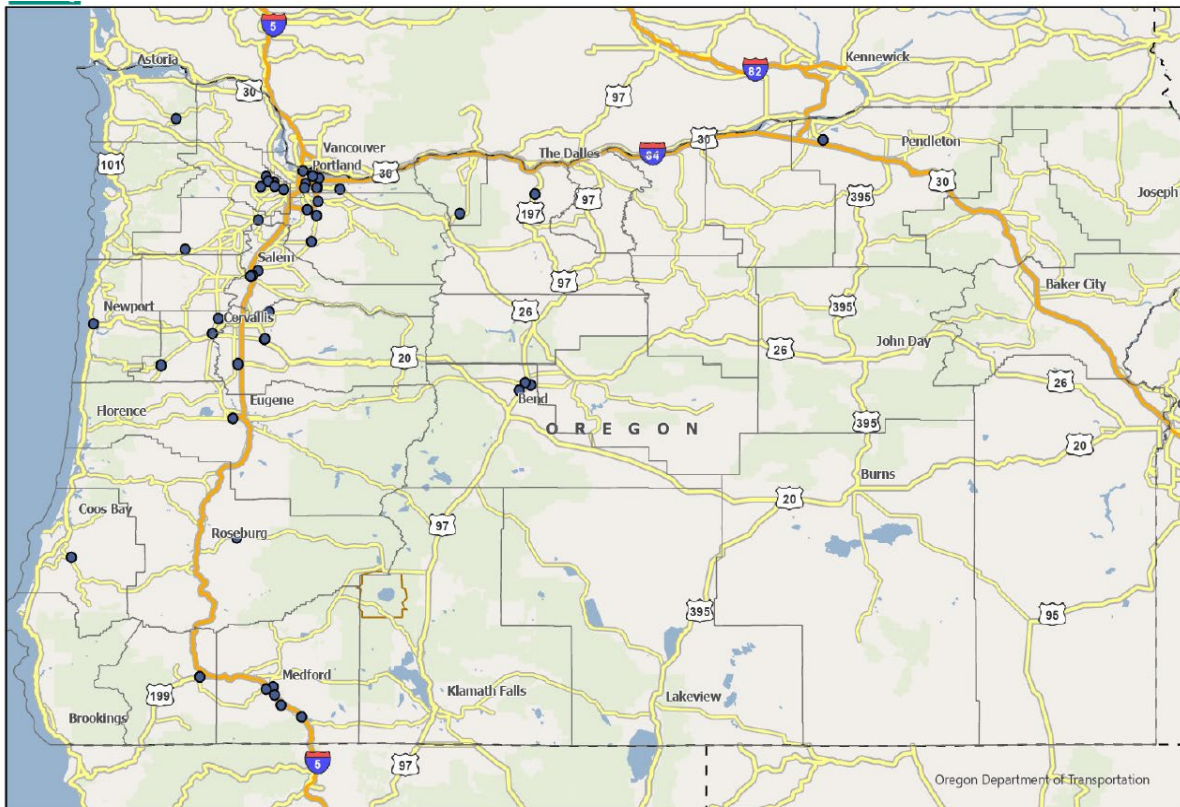 5
Astoria
82
Kennewick
30
97
Vancouver
Portland
The Dalles
30
Pendleton
101
30
84
30
Joseph
197
97
395
Salem
97
Baker City
Newport
26
395
Corvallis
John Day
20
26
26
Bend
Florence
Eugene
395
OREGON
20
Burns
Coos Bay
20
97
Roseburg
395
95
Medford
199
Klamath Falls
Lakeview
Brookings
5
97
Oregon Department of Transportation